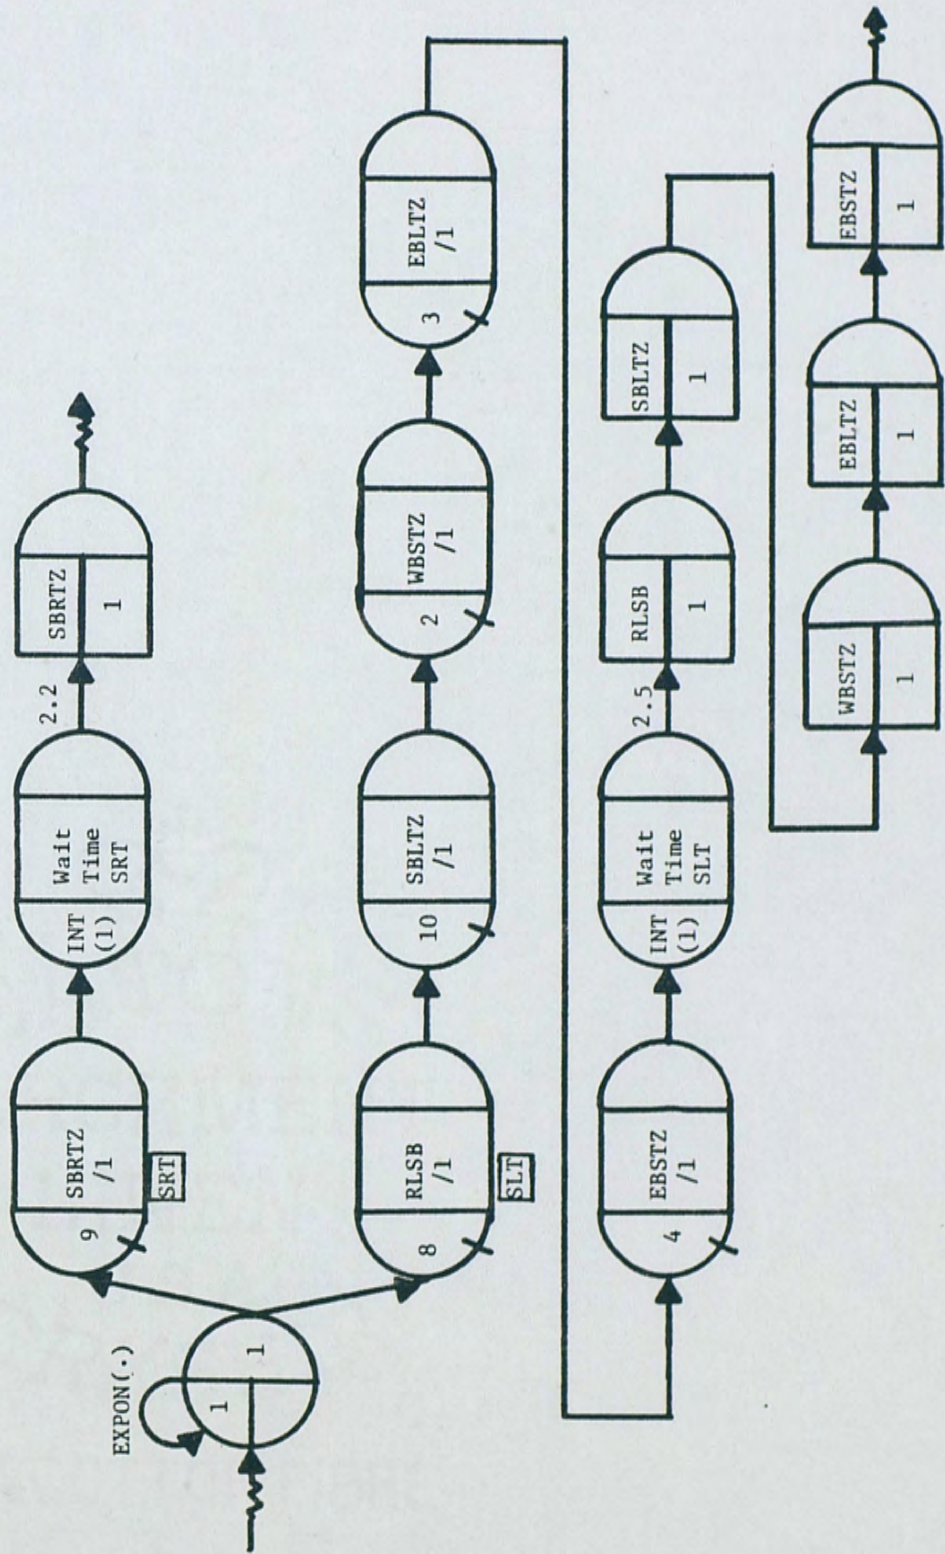 EXPON(.)
1
1
9
SBRTZ
/1
SRT
INT
(1)
Wait
Time
SRT
2.2
SBRTZ
1
8
RLSB
/1
SLT
10
SBLTZ
/1
2
WBSTZ
/1
3
EBLTZ
/1
4
EBSTZ
/1
INT
(1)
Wait
Time
SLT
2.5
RLSB
1
SBLTZ
1
WBSTZ
1
EBLTZ
1
EBSTZ
1